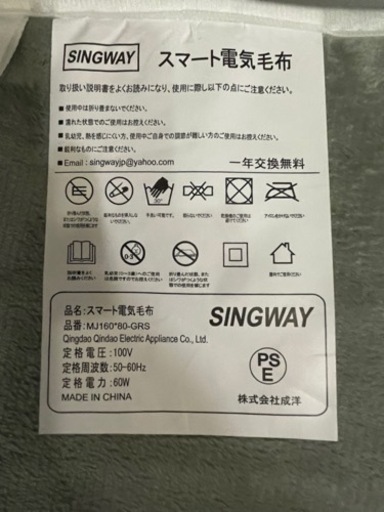 SINGWAY スマート電気毛布
取り扱い説明書をよくお読みになり、使用に際し以下の点にご注意ください。
● 使用中は折り畳まないでください。
● 濡れた状態でのご使用はお控えください。
● 乳幼児、熱を感じにくい方、使用中ご自身での調節が難しい方のご使用はお控えください。
● 鋭利なものにご注意ください。
● Email : singwayjp@yahoo.com 一年交換無料
30°
0-3
品名:スマート電気毛布
品番:MJ160*80-GRS
Qingdao Qindao Electric Appliance Co., Ltd.
定格電圧:100V
定格周波数:50-60Hz
定格電力:60W
MADE IN CHINA
SINGWAY
PS
E
株式会社成洋